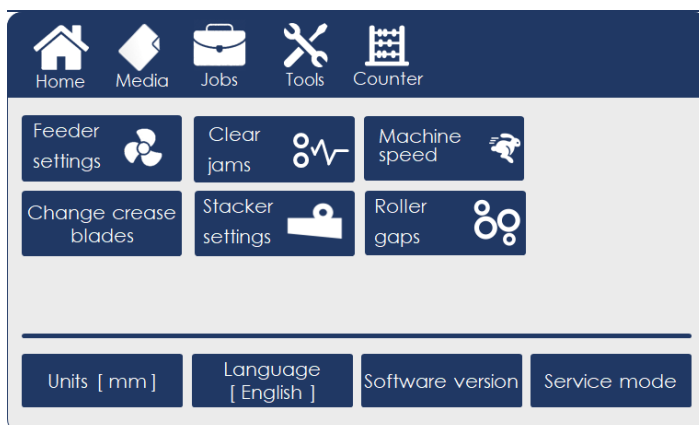 Home Media Jobs Tools Counter
Feeder
settings
Clear
jams
Machine
speed
Change crease
blades
Stacker
settings
Roller
gaps
Units [ mm ]
Language
[ English ]
Software version
Service mode